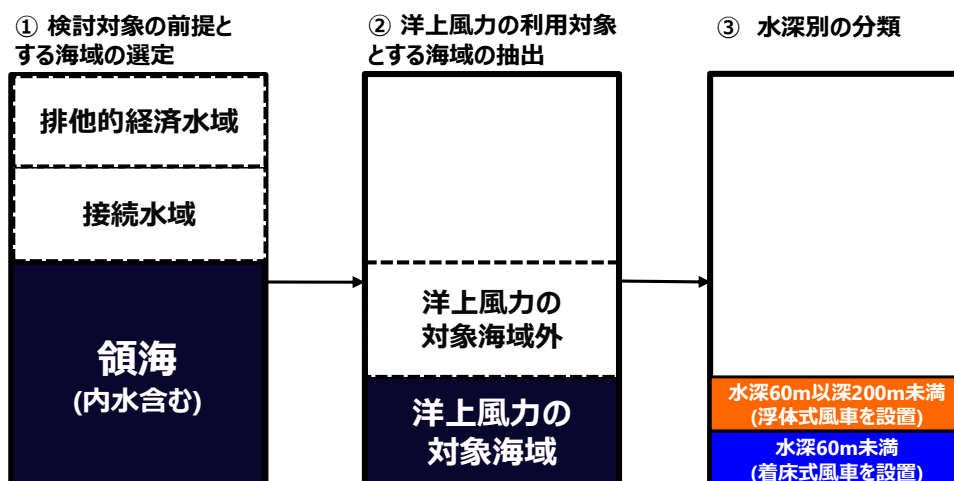 ① 検討対象の前提と
する海域の選定
排他的経済水域
接続水域
領海
(内水含む)
② 洋上風力の利用対象
とする海域の抽出
洋上風力の
対象海域外
洋上風力の
対象海域
③ 水深別の分類
水深60m以深200m未満
(浮体式風車を設置)
水深60m未満
(着床式風車を設置)